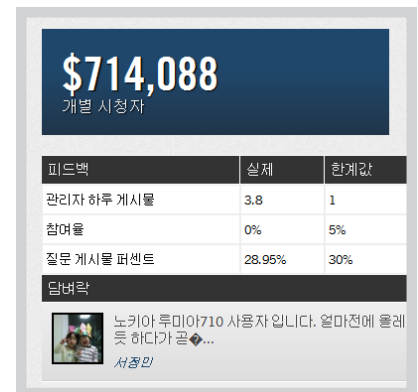 $714,088
개별 시청자
피드백 실제 한계값
관리자 하루 게시물 3.8 1
참여율 0% 5%
질문 게시물 퍼센트 28.95% 30%
담벼락
노키아 루미아710 사용자 입니다. 얼마전에 올레
듯 하다가 곧�...
서정민